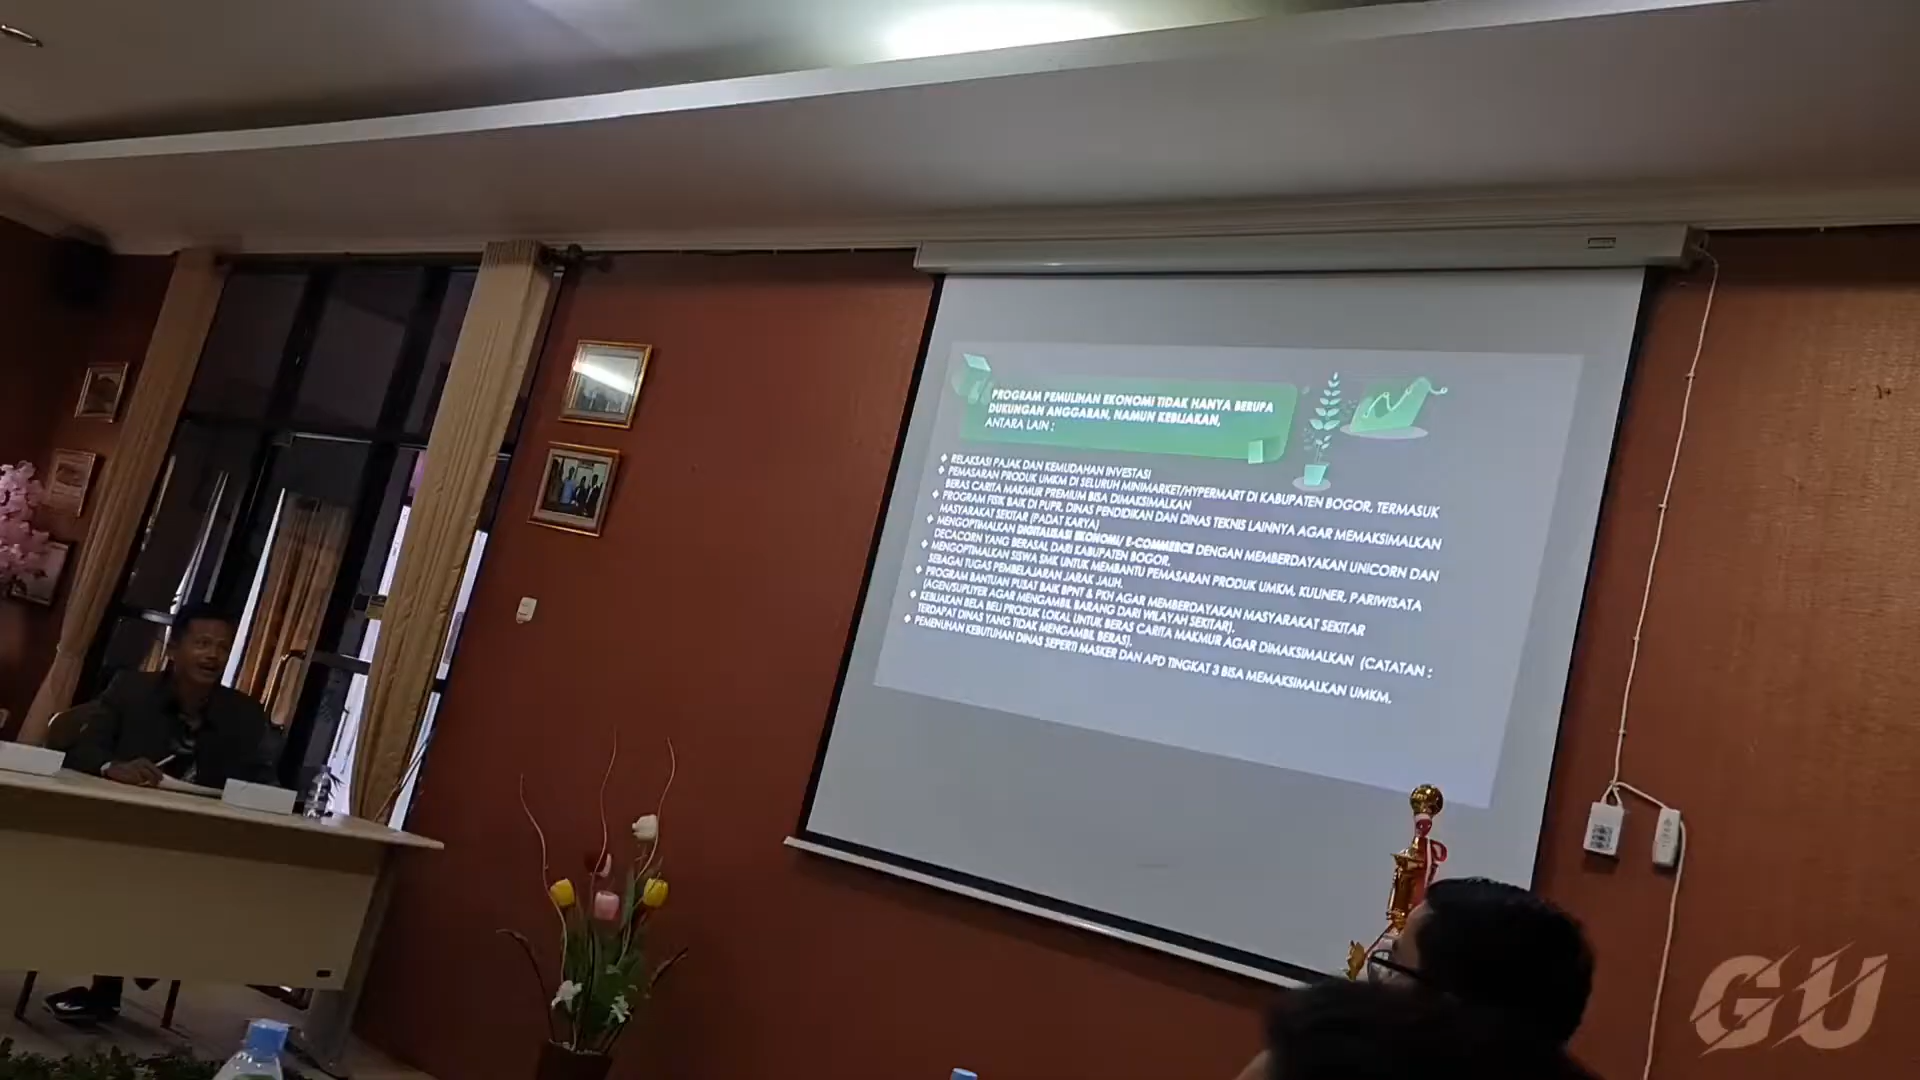 PROGRAM PEMULIHAN EKONOMI TIDAK HANYA BERUPA
DUKUNGAN ANGGARAN, NAMUN KEBIJAKAN,
ANTARA LAIN :
❖ RELAKSASI PAJAK DAN KEMUDAHAN INVESTASI
❖ PEMASARAN PRODUK UMKM DI SELURUH MINIMARKET/HYPERMART DI KABUPATEN BOGOR, TERMASUK
BERAS CARITA MAKMUR PREMIUM BISA DIMAKSIMALKAN
❖ PROGRAM FISIK BAIK DI PUPR, DINAS PENDIDIKAN DAN DINAS TEKNIS LAINNYA AGAR MEMAKSIMALKAN
MASYARAKAT SEKITAR (PADAT KARYA)
❖ MENGOPTIMALKAN DIGITALISASI EKONOMI/ E-COMMERCE DENGAN MEMBERDAYAKAN UNICORN DAN
DECACORN YANG BERASAL DARI KABUPATEN BOGOR.
❖ MENGOPTIMALKAN SISWA SMK UNTUK MEMBANTU PEMASARAN PRODUK UMKM, KULINER, PARIWISATA
SEBAGAI TUGAS PEMBELAJARAN JARAK JAUH.
❖ PROGRAM BANTUAN PUSAT BAIK BPNT & PKH AGAR MEMBERDAYAKAN MASYARAKAT SEKITAR
(AGEN/SUPLIYER AGAR MENGAMBIL BARANG DARI WILAYAH SEKITAR).
❖ KEBIJAKAN BELA BELI PRODUK LOKAL UNTUK BERAS CARITA MAKMUR AGAR DIMAKSIMALKAN (CATATAN :
TERDAPAT DINAS YANG TIDAK MENGAMBIL BERAS).
❖ PEMENUHAN KEBUTUHAN DINAS SEPERTI MASKER DAN APD TINGKAT 3 BISA MEMAKSIMALKAN UMKM.
GU